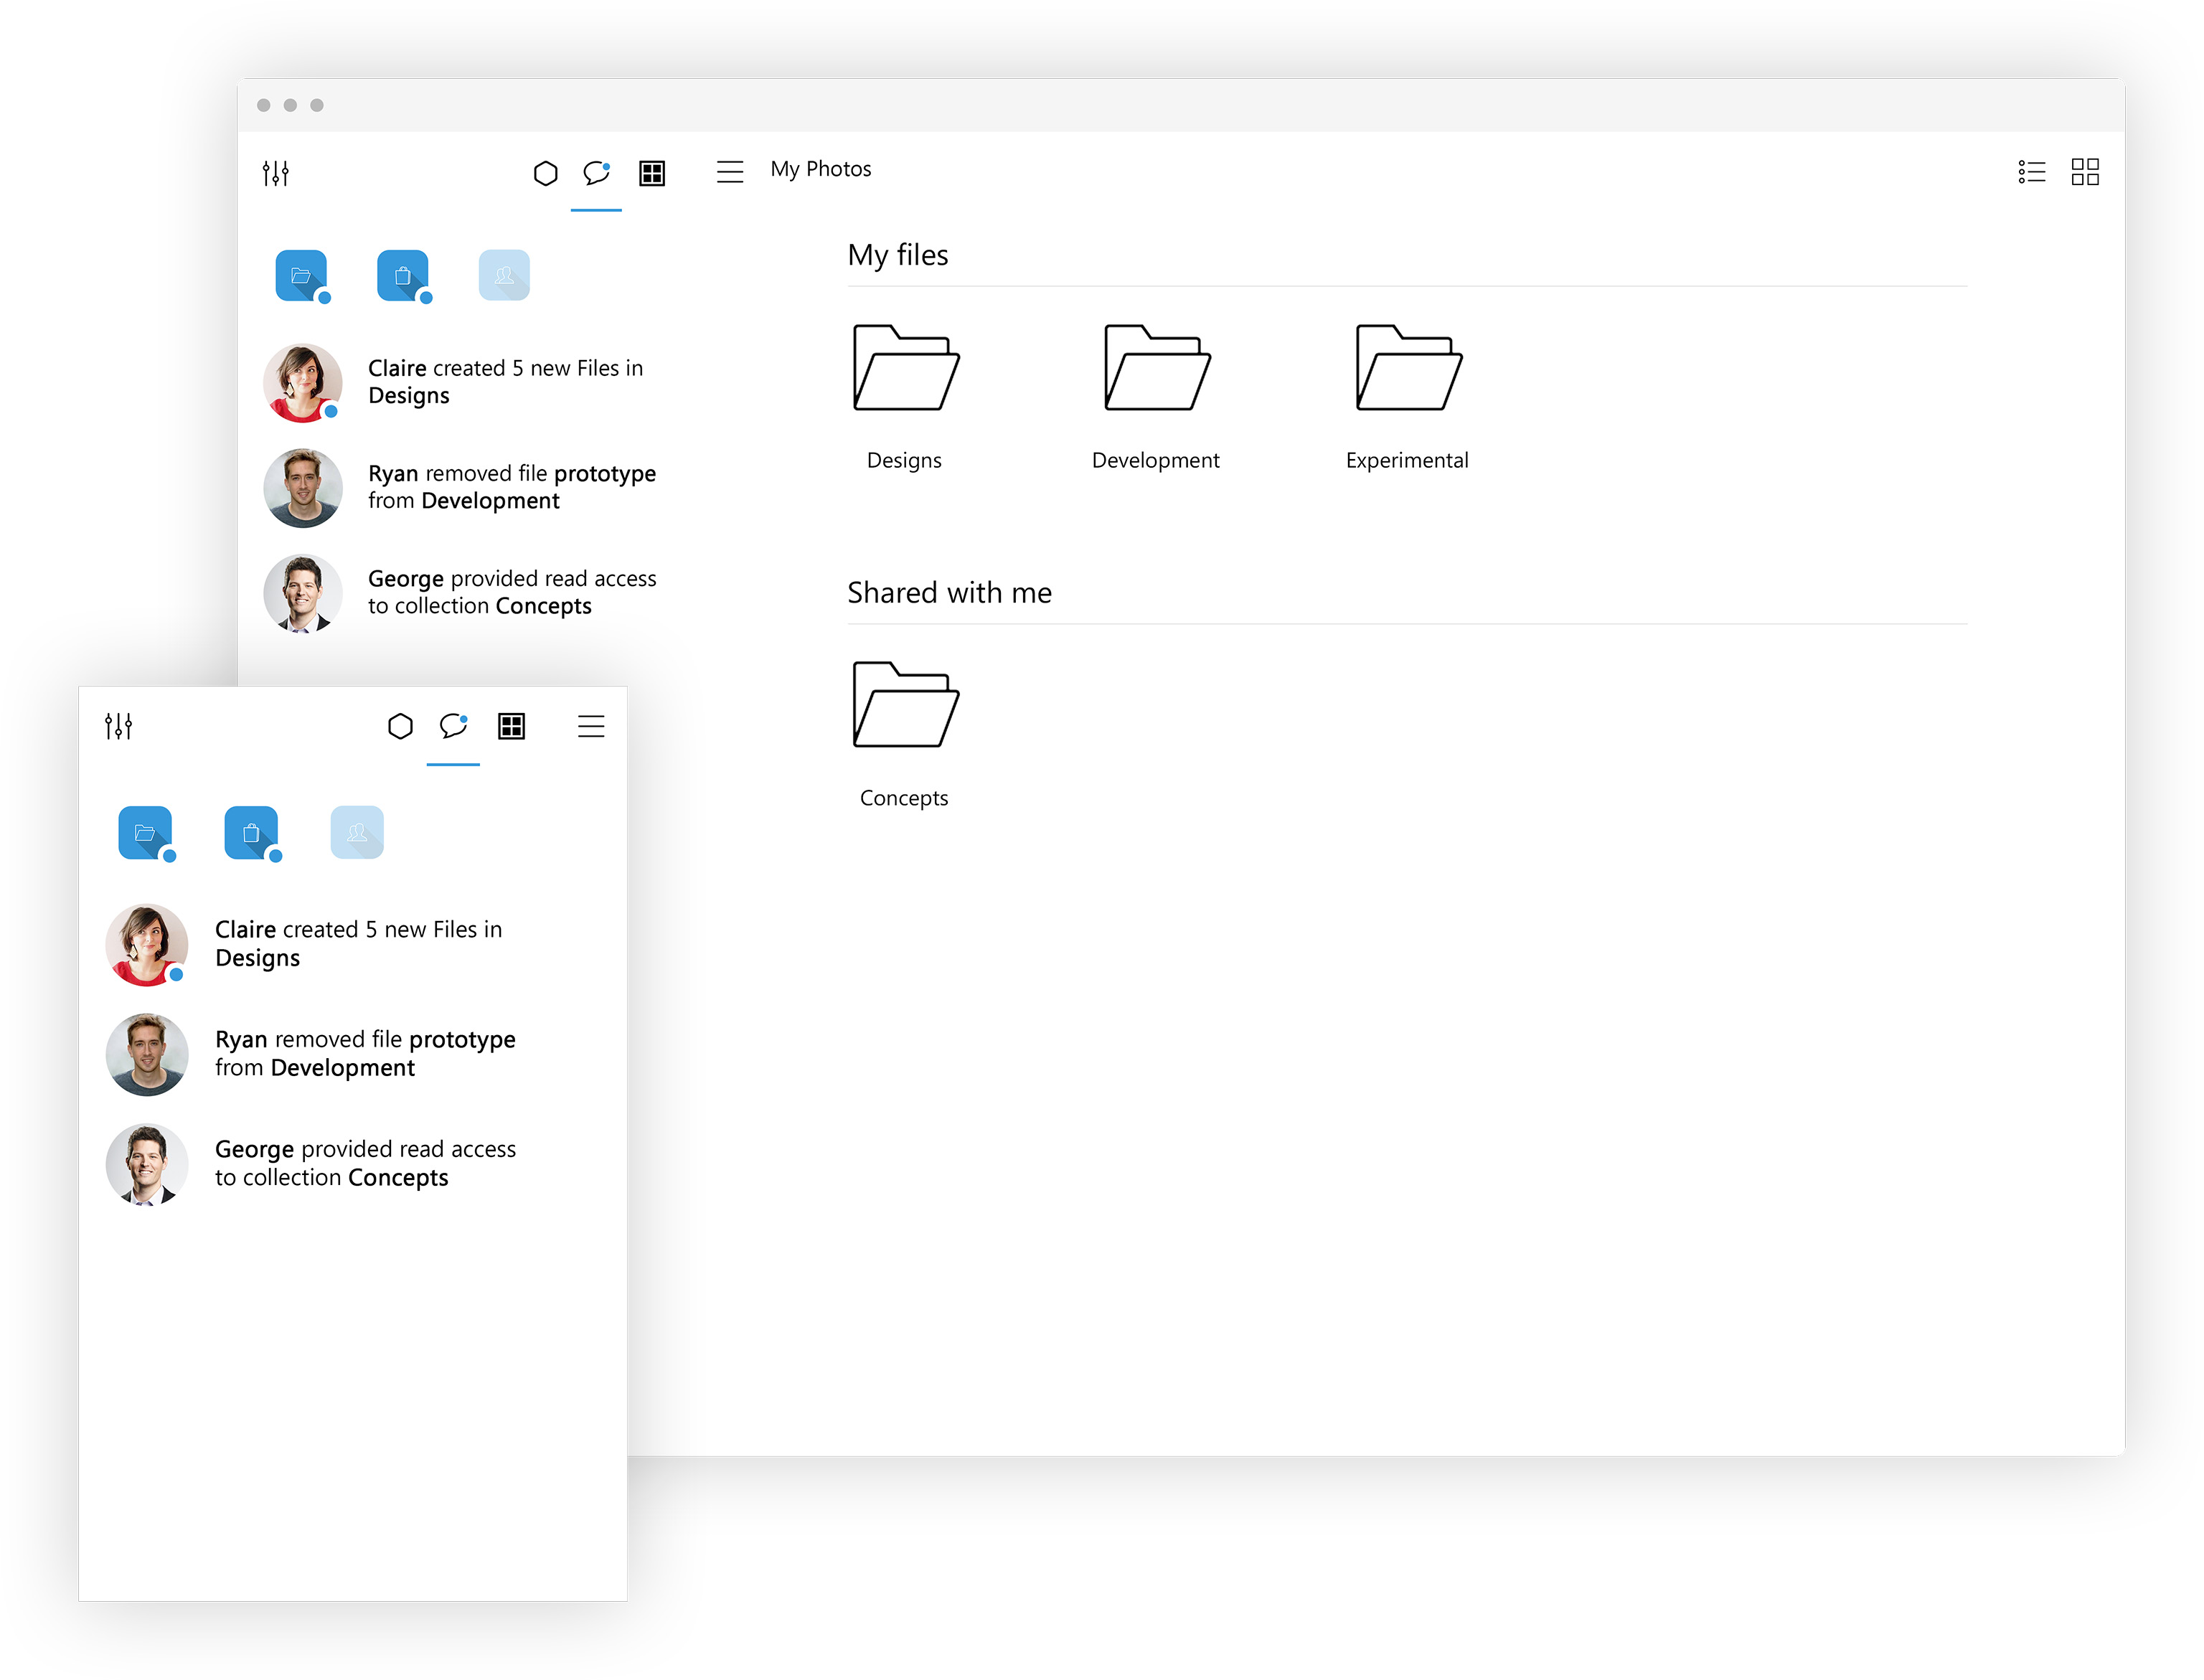 My Photos
My files
Claire created 5 new Files in
Designs
Ryan removed file prototype
from Development
George provided read access
to collection Concepts
Designs
Development
Experimental
Shared with me
Concepts
Claire created 5 new Files in
Designs
Ryan removed file prototype
from Development
George provided read access
to collection Concepts